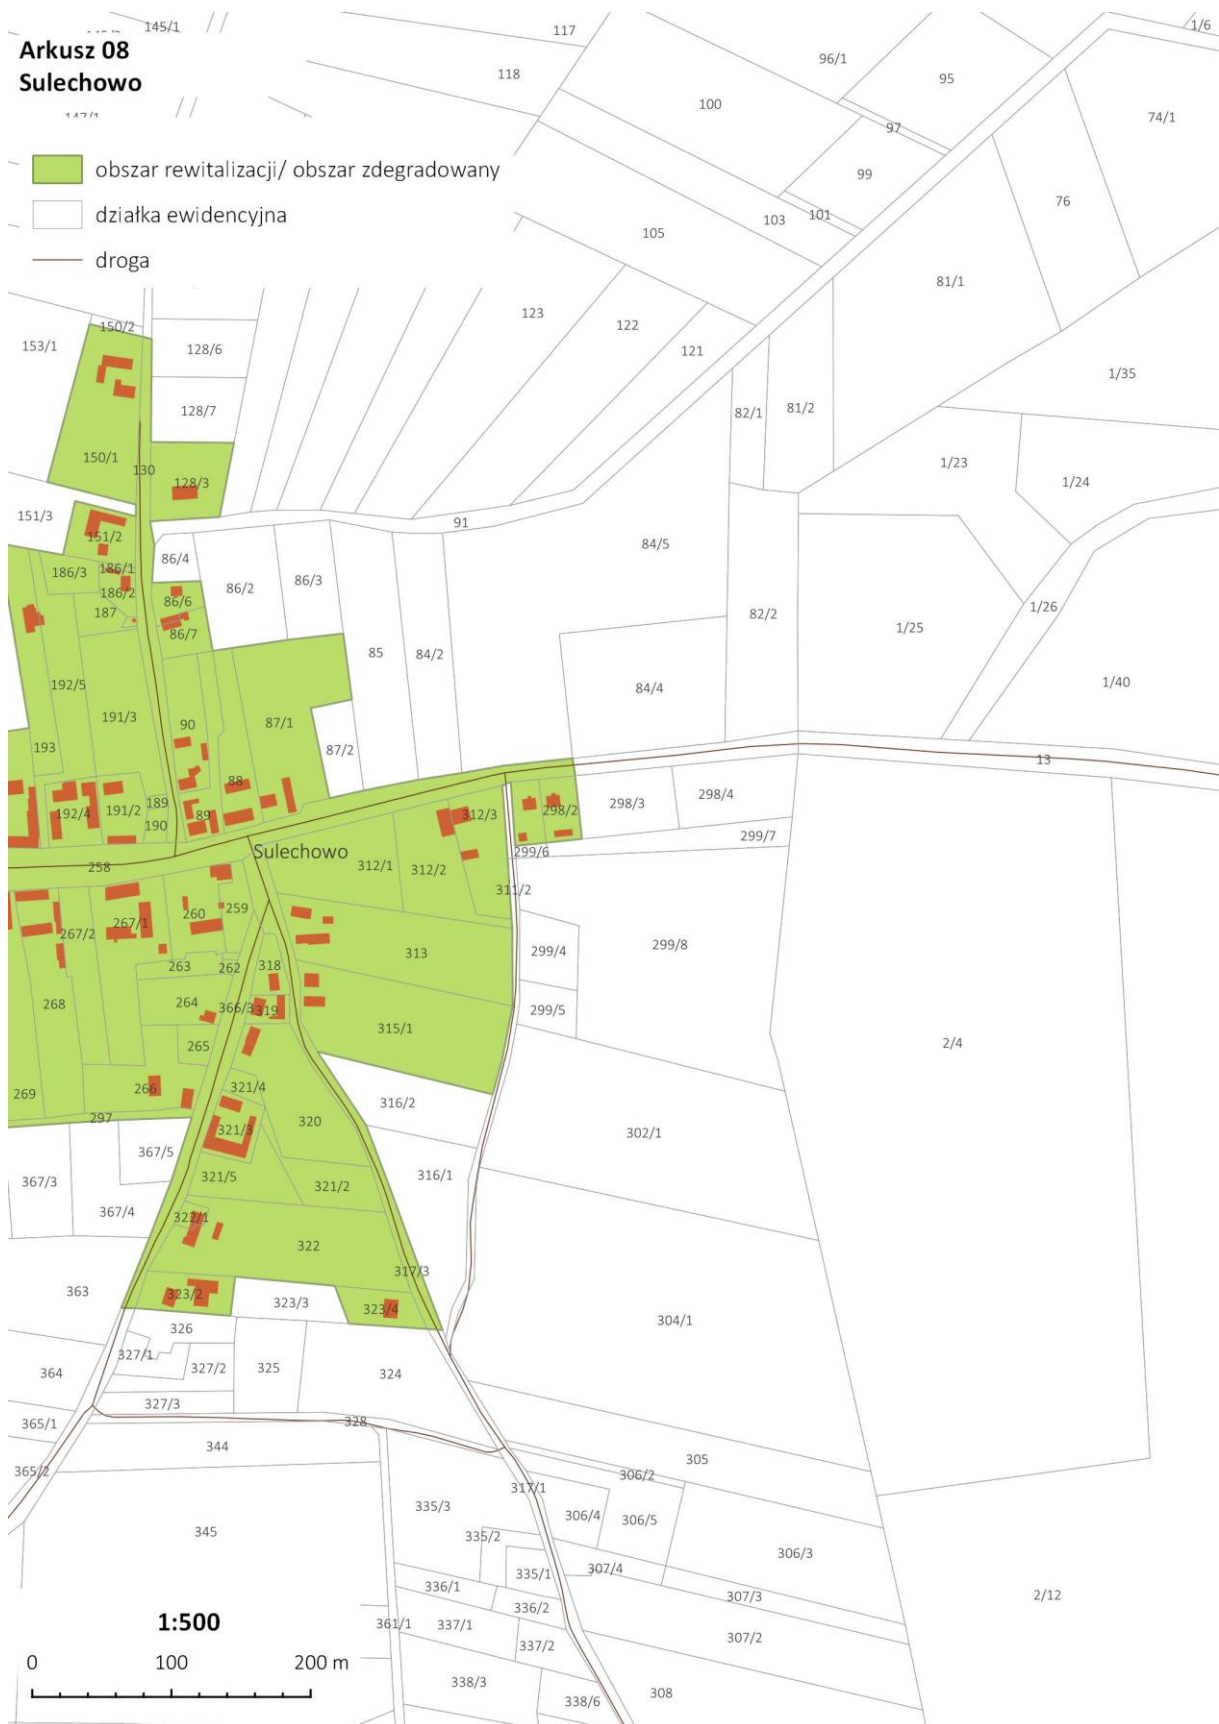 145/2 145/1 117 1/6
Arkusz 08
Sulechowo
118 96/1 95
147/1 100 97 74/1
obszar rewitalizacji/ obszar zdegradowany
99 76
działka ewidencyjna
103 101
105
droga
81/1
123 122 121
150/2
153/1 128/6
1/35
128/7 82/1 81/2
150/1 130 128/3
1/23 1/24
151/3 91
151/2 86/4 84/5
186/3 186/1 86/2 86/3
186/2 86/6 1/26
187 86/7 82/2 1/25
85 84/2
192/5 84/4 1/40
191/3 90 87/1
193 87/2
13
88
189 298/3 298/4
192/4 191/2 190 89 312/3 298/2
299/7
Sulechowo 299/6
258 312/1 312/2
311/2
260 259
267/2 267/1
299/4 299/8
263 262 318 313
268 264 366/3 319 299/5
315/1
265 2/4
269 266 321/4
316/2
297 320
321/3 302/1
367/5
367/3 321/5 321/2 316/1
367/4 322/1
322
317/3
363 323/2 323/3 323/4
326 304/1
327/1
364 327/2 325 324
327/3
365/1 328
344 305
365/2 306/2
317/1
335/3 306/4 306/5
345 335/2
306/3
335/1 307/4
336/1 307/3 2/12
336/2
1:500
361/1 337/1
337/2 307/2
0 100 200 m
338/3
338/6 308